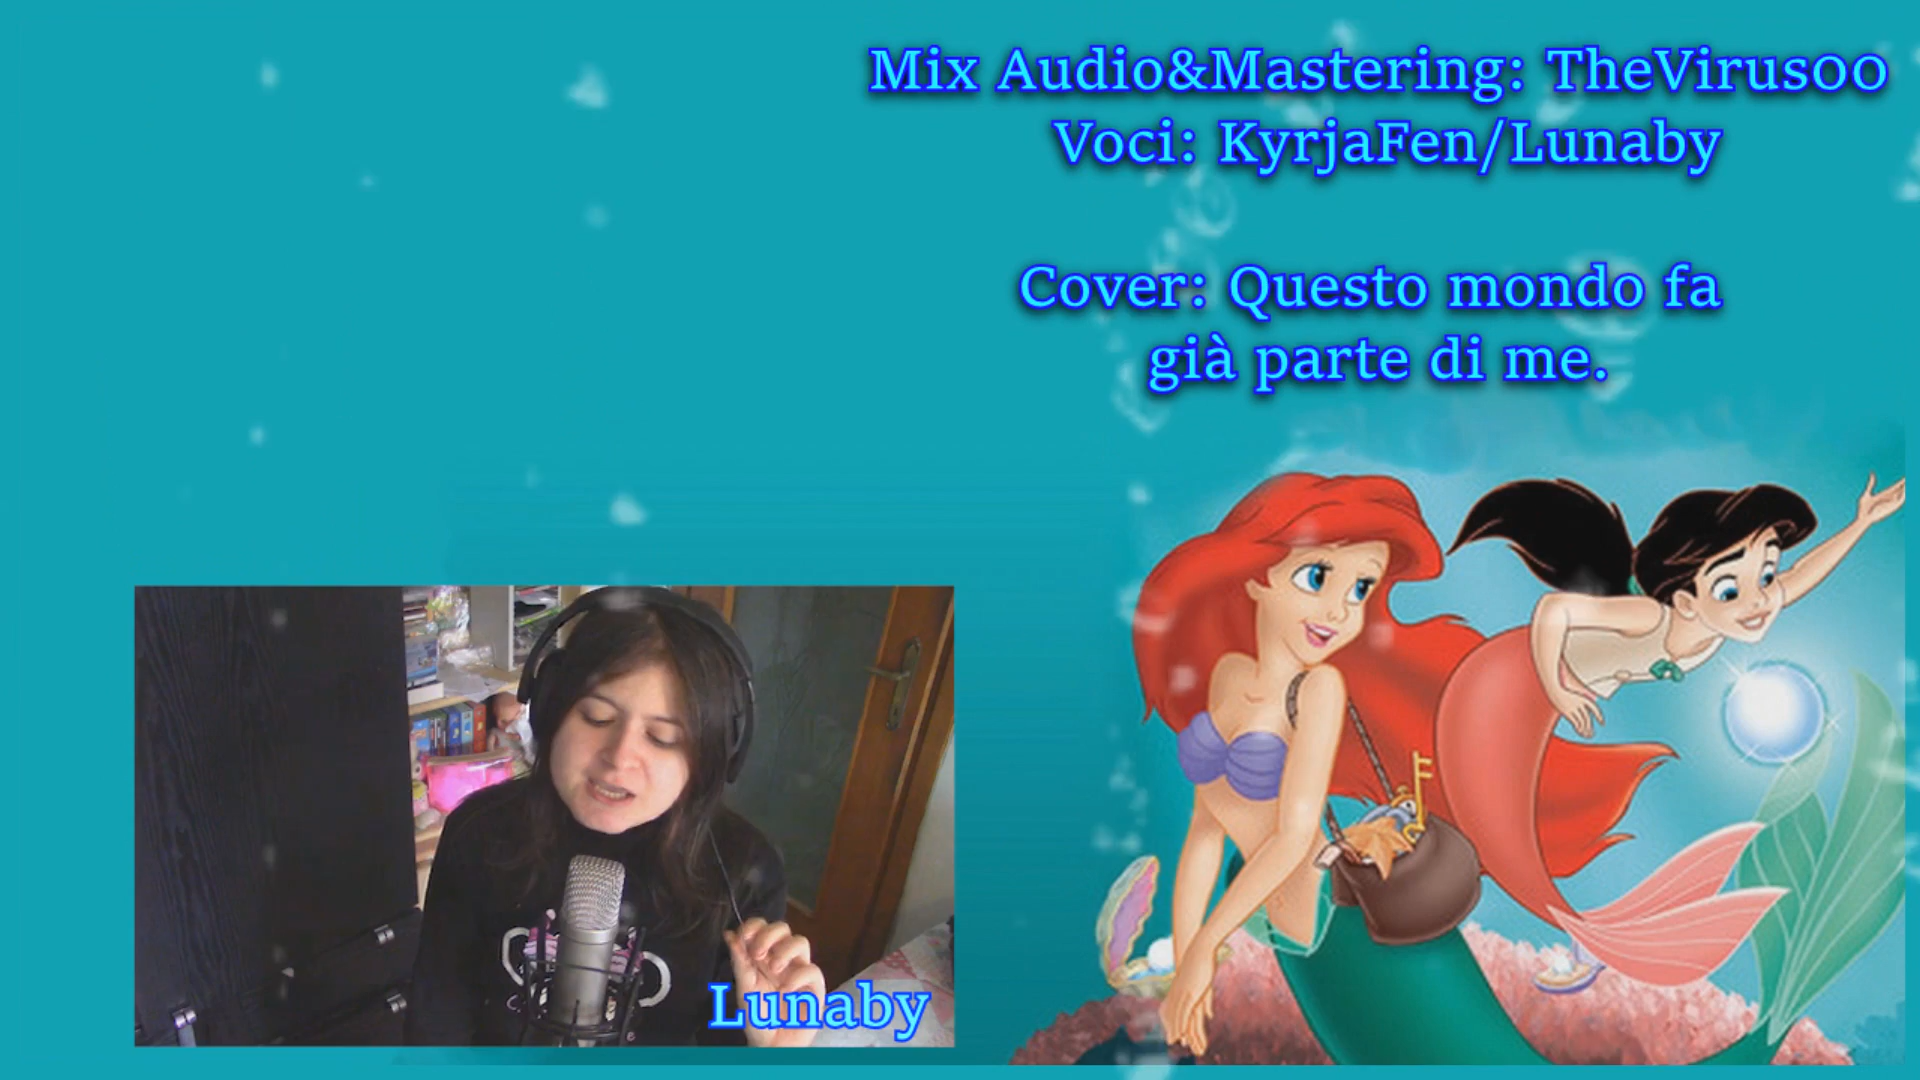 Mix Audio&Mastering: TheVirus00
Voci: KyrjaFen/Lunaby
Cover: Questo mondo fa
già parte di me.
Lunaby